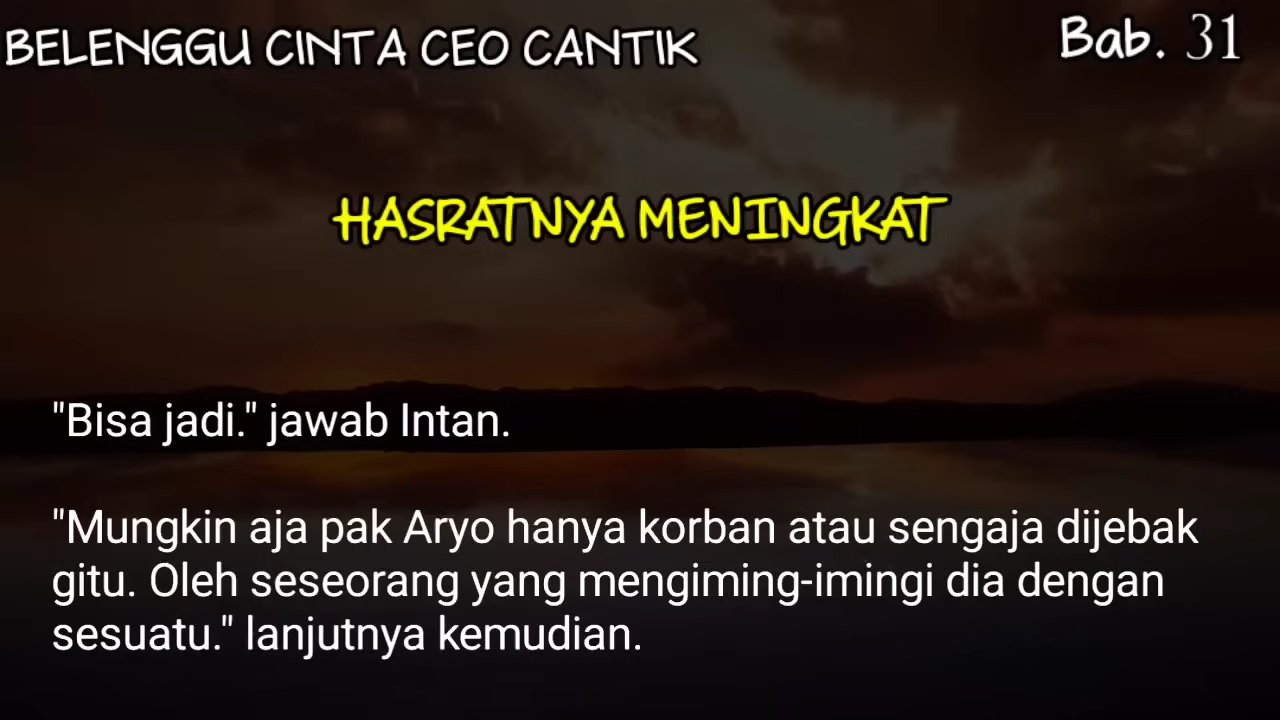 BELENGGU CINTA CEO CANTIK
Bab. 31
HASRATNYA MENINGKAT
"Bisa jadi." jawab Intan.
"Mungkin aja pak Aryo hanya korban atau sengaja dijebak
gitu. Oleh seseorang yang mengiming-imingi dia dengan
sesuatu." lanjutnya kemudian.